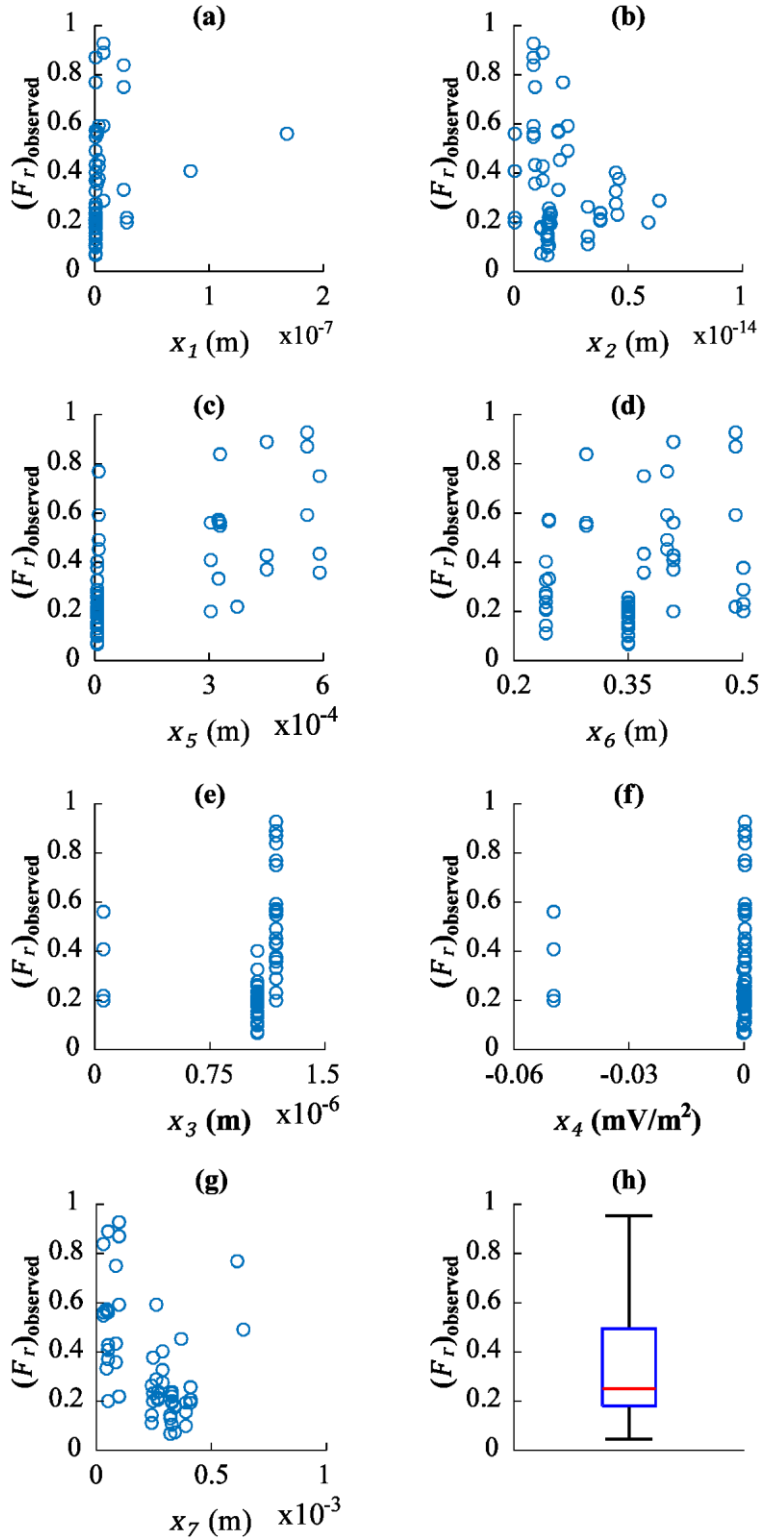 (a)
1
0.8
0.6
0.4
0.2
0
(Fr)observed
0
1
2
x1 (m)
x10-7
(b)
1
0.8
0.6
0.4
0.2
0
(Fr)observed
0
0.5
1
x2 (m)
x10-14
(c)
1
0.8
0.6
0.4
0.2
0
(Fr)observed
0
3
6
x5 (m)
x10-4
(d)
1
0.8
0.6
0.4
0.2
0
(Fr)observed
0.2
0.35
0.5
x6 (m)
(e)
1
0.8
0.6
0.4
0.2
0
(Fr)observed
0
0.75
1.5
x3 (m)
x10-6
(f)
1
0.8
0.6
0.4
0.2
0
(Fr)observed
-0.06
-0.03
0
x4 (mV/m²)
(g)
1
0.8
0.6
0.4
0.2
0
(Fr)observed
0
0.5
1
x7 (m)
x10-3
(h)
1
0.8
0.6
0.4
0.2
0
(Fr)observed